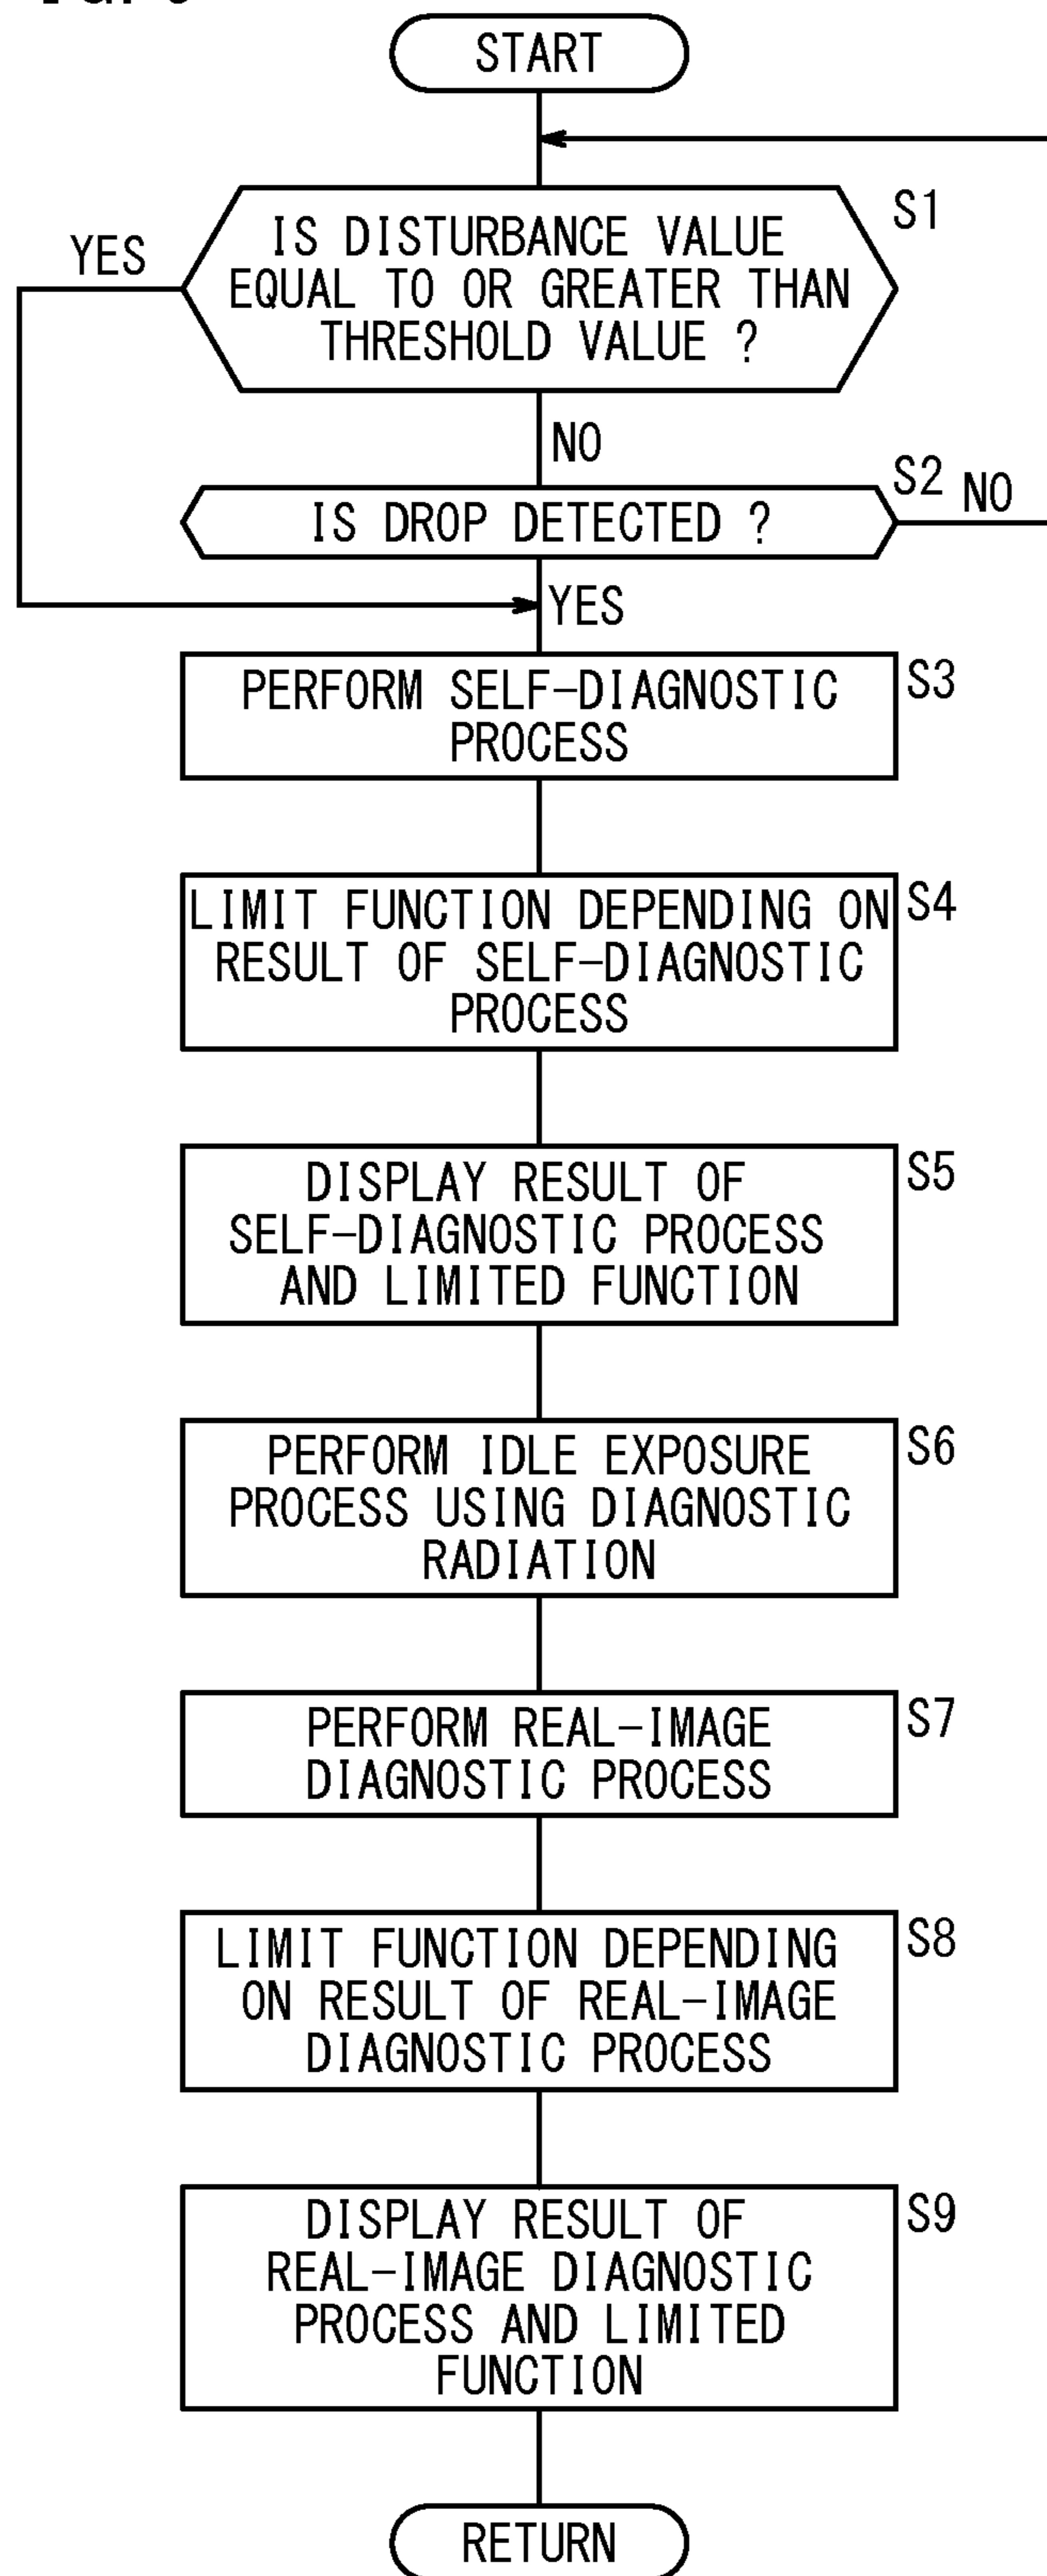 START
S1
YES
IS DISTURBANCE VALUE
EQUAL TO OR GREATER THAN
THRESHOLD VALUE ?
NO
S2
NO
IS DROP DETECTED ?
YES
S3
PERFORM SELF-DIAGNOSTIC
PROCESS
S4
LIMIT FUNCTION DEPENDING ON
RESULT OF SELF-DIAGNOSTIC
PROCESS
S5
DISPLAY RESULT OF
SELF-DIAGNOSTIC PROCESS
AND LIMITED FUNCTION
S6
PERFORM IDLE EXPOSURE
PROCESS USING DIAGNOSTIC
RADIATION
S7
PERFORM REAL-IMAGE
DIAGNOSTIC PROCESS
S8
LIMIT FUNCTION DEPENDING
ON RESULT OF REAL-IMAGE
DIAGNOSTIC PROCESS
S9
DISPLAY RESULT OF
REAL-IMAGE DIAGNOSTIC
PROCESS AND LIMITED
FUNCTION
RETURN